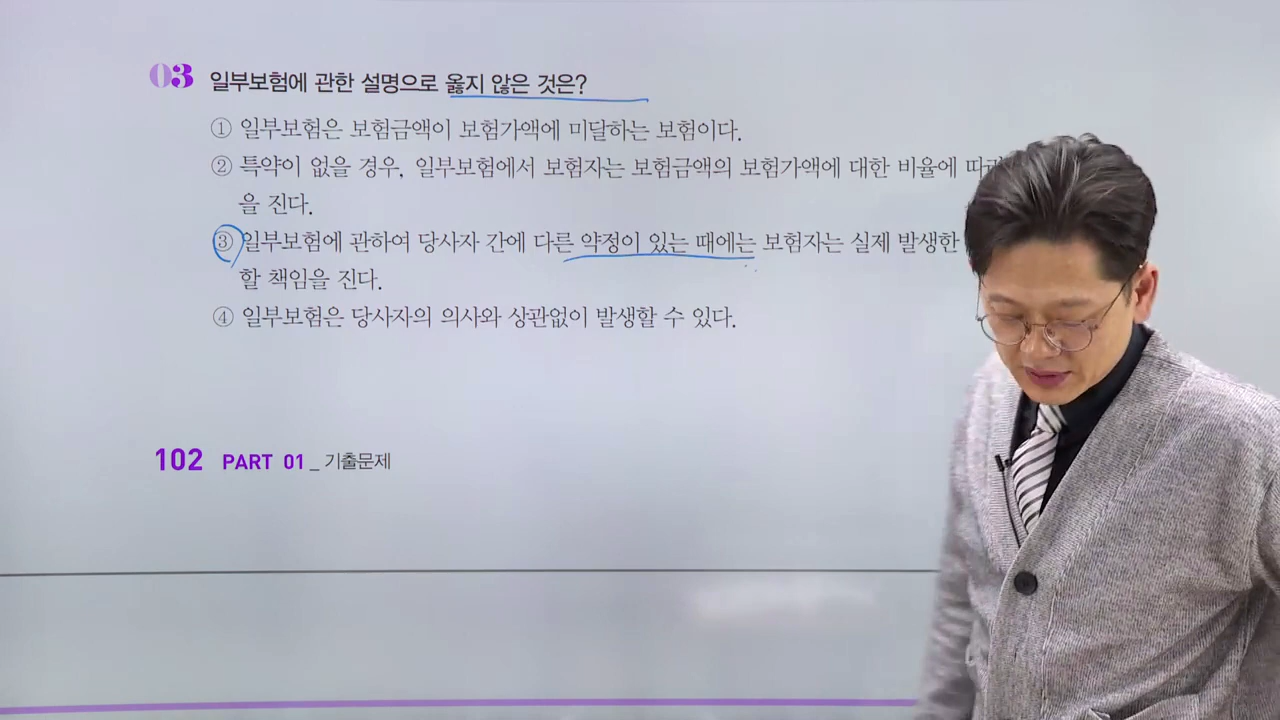 03 일부보험에 관한 설명으로 옳지 않은 것은?
① 일부보험은 보험금액이 보험가액에 미달하는 보험이다.
② 특약이 없을 경우, 일부보험에서 보험자는 보험금액의 보험가액에 대한 비율에
을 진다.
③ 일부보험에 관하여 당사자 간에 다른 약정이 있는 때에는 보험자는 실제 발생한
할 책임을 진다.
④ 일부보험은 당사자의 의사와 상관없이 발생할 수 있다.
102 PART 01 _ 기출문제